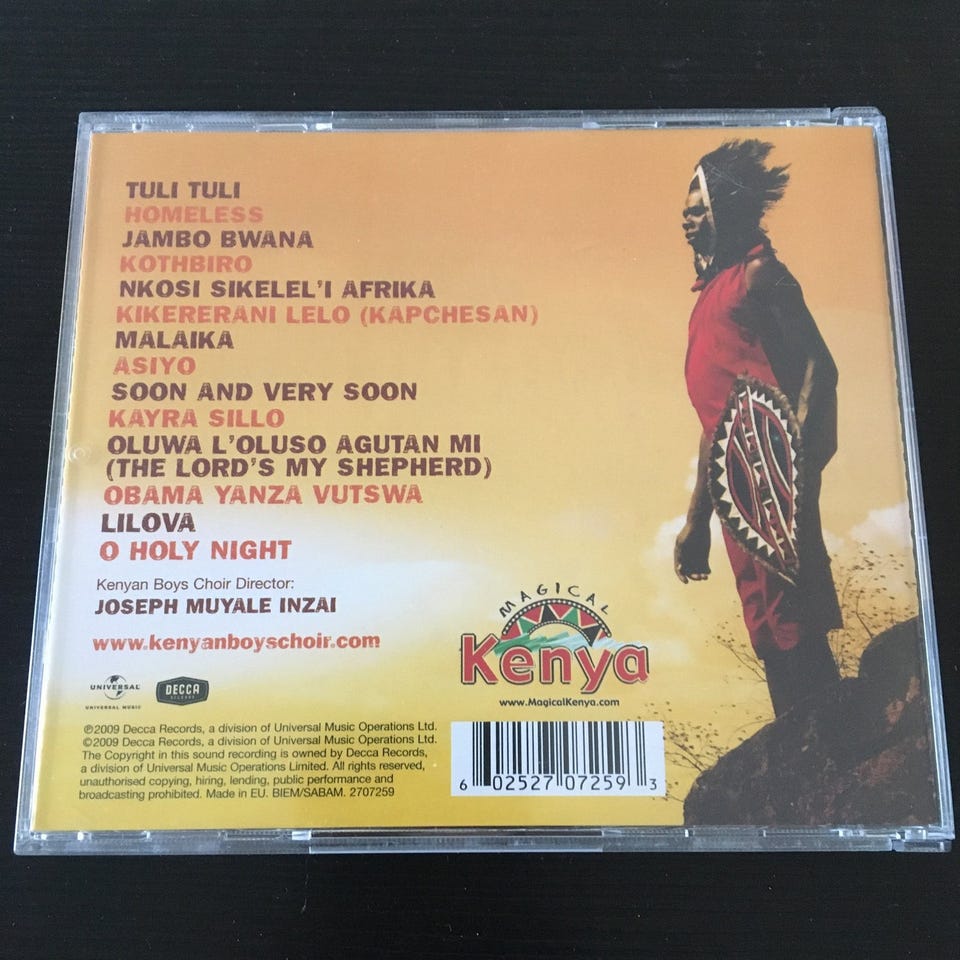 TULI TULI
HOMELESS
JAMBO BWANA
KOTHBIRO
NKOSI SIKELEL'I AFRIKA
KIKERERANI LELO (KAPCHESAN)
MALAIKA
ASIYO
SOON AND VERY SOON
KAYRA SILLO
OLUWA L'OLUSO AGUTAN MI
(THE LORD'S MY SHEPHERD)
OBAMA YANZA VUTSWA
LILOVA
O HOLY NIGHT
Kenyan Boys Choir Director:
JOSEPH MUYALE INZAI
www.kenyanboyschoir.com
MAGICAL
Kenya
www.MagicalKenya.com
UNIVERSAL
UNIVERSAL MUSIC
DECCA
RECORDS
℗2009 Decca Records, a division of Universal Music Operations Ltd.
©2009 Decca Records, a division of Universal Music Operations Ltd.
The Copyright in this sound recording is owned by Decca Records,
a division of Universal Music Operations Limited. All rights reserved,
unauthorised copying, hiring, lending, public performance and
broadcasting prohibited. Made in EU. BIEM/SABAM. 2707259
6 02527 07259 3